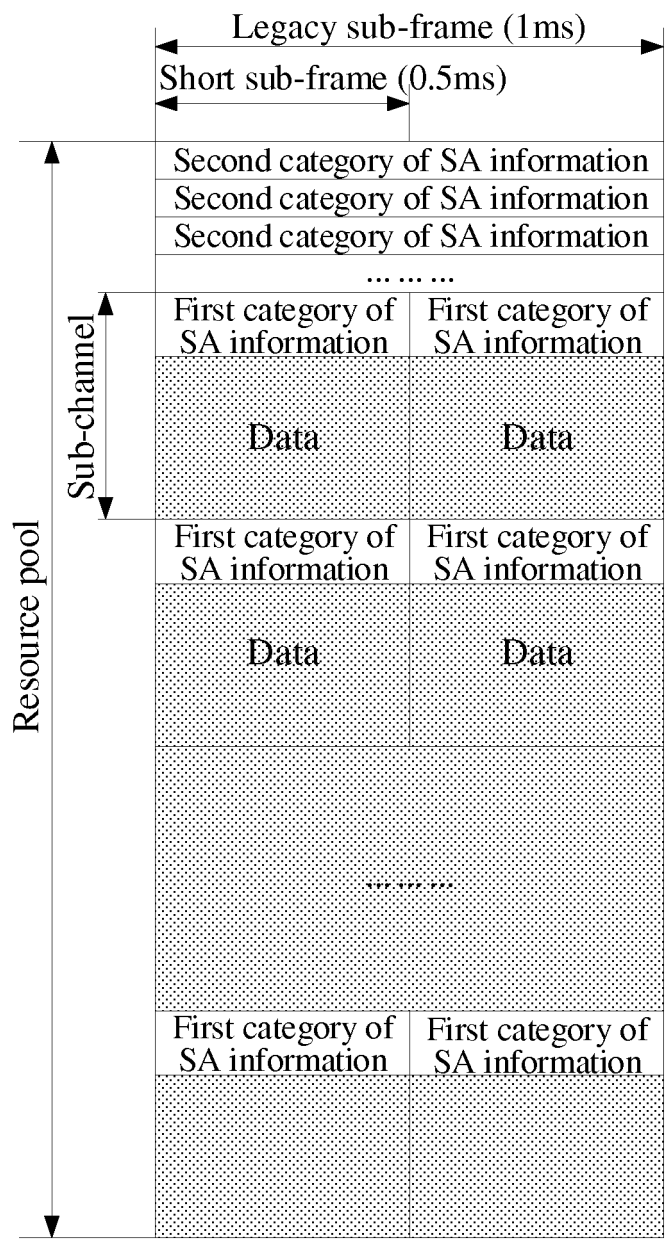 Legacy sub-frame (1ms)
Short sub-frame (0.5ms)
Second category of SA information
Second category of SA information
Second category of SA information
... ... ...
First category of
SA information
First category of
SA information
Data
Data
Sub-channel
First category of
SA information
First category of
SA information
Data
Data
Resource pool
... ... ...
First category of
SA information
First category of
SA information